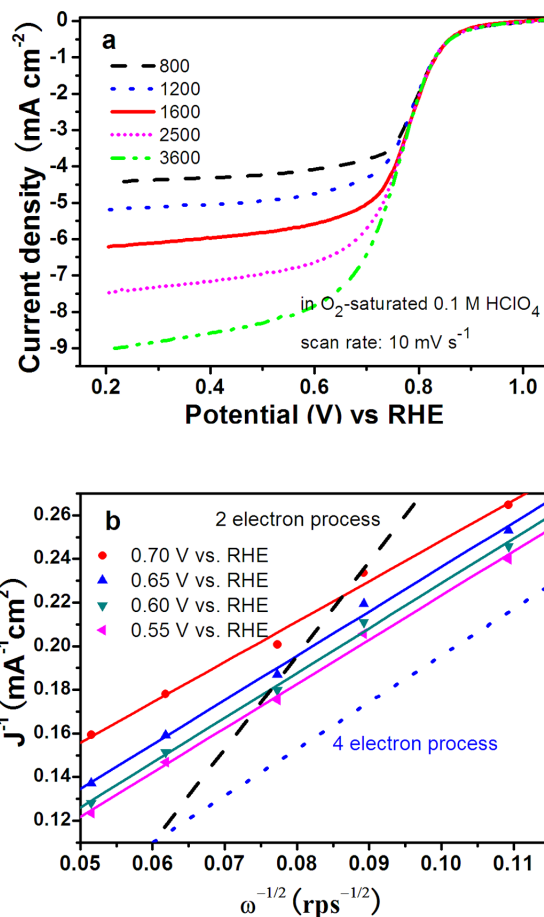 a
800
1200
1600
2500
3600
in O2-saturated 0.1 M HClO4
scan rate: 10 mV s-1
Current density (mA cm-2)
0
-1
-2
-3
-4
-5
-6
-7
-8
-9
0.2 0.4 0.6 0.8 1.0
Potential (V) vs RHE
b
2 electron process
0.70 V vs. RHE
0.65 V vs. RHE
0.60 V vs. RHE
0.55 V vs. RHE
4 electron process
J-1 (mA-1cm2)
0.26
0.24
0.22
0.20
0.18
0.16
0.14
0.12
0.05 0.06 0.07 0.08 0.09 0.10 0.11
ω-1/2 (rps-1/2)